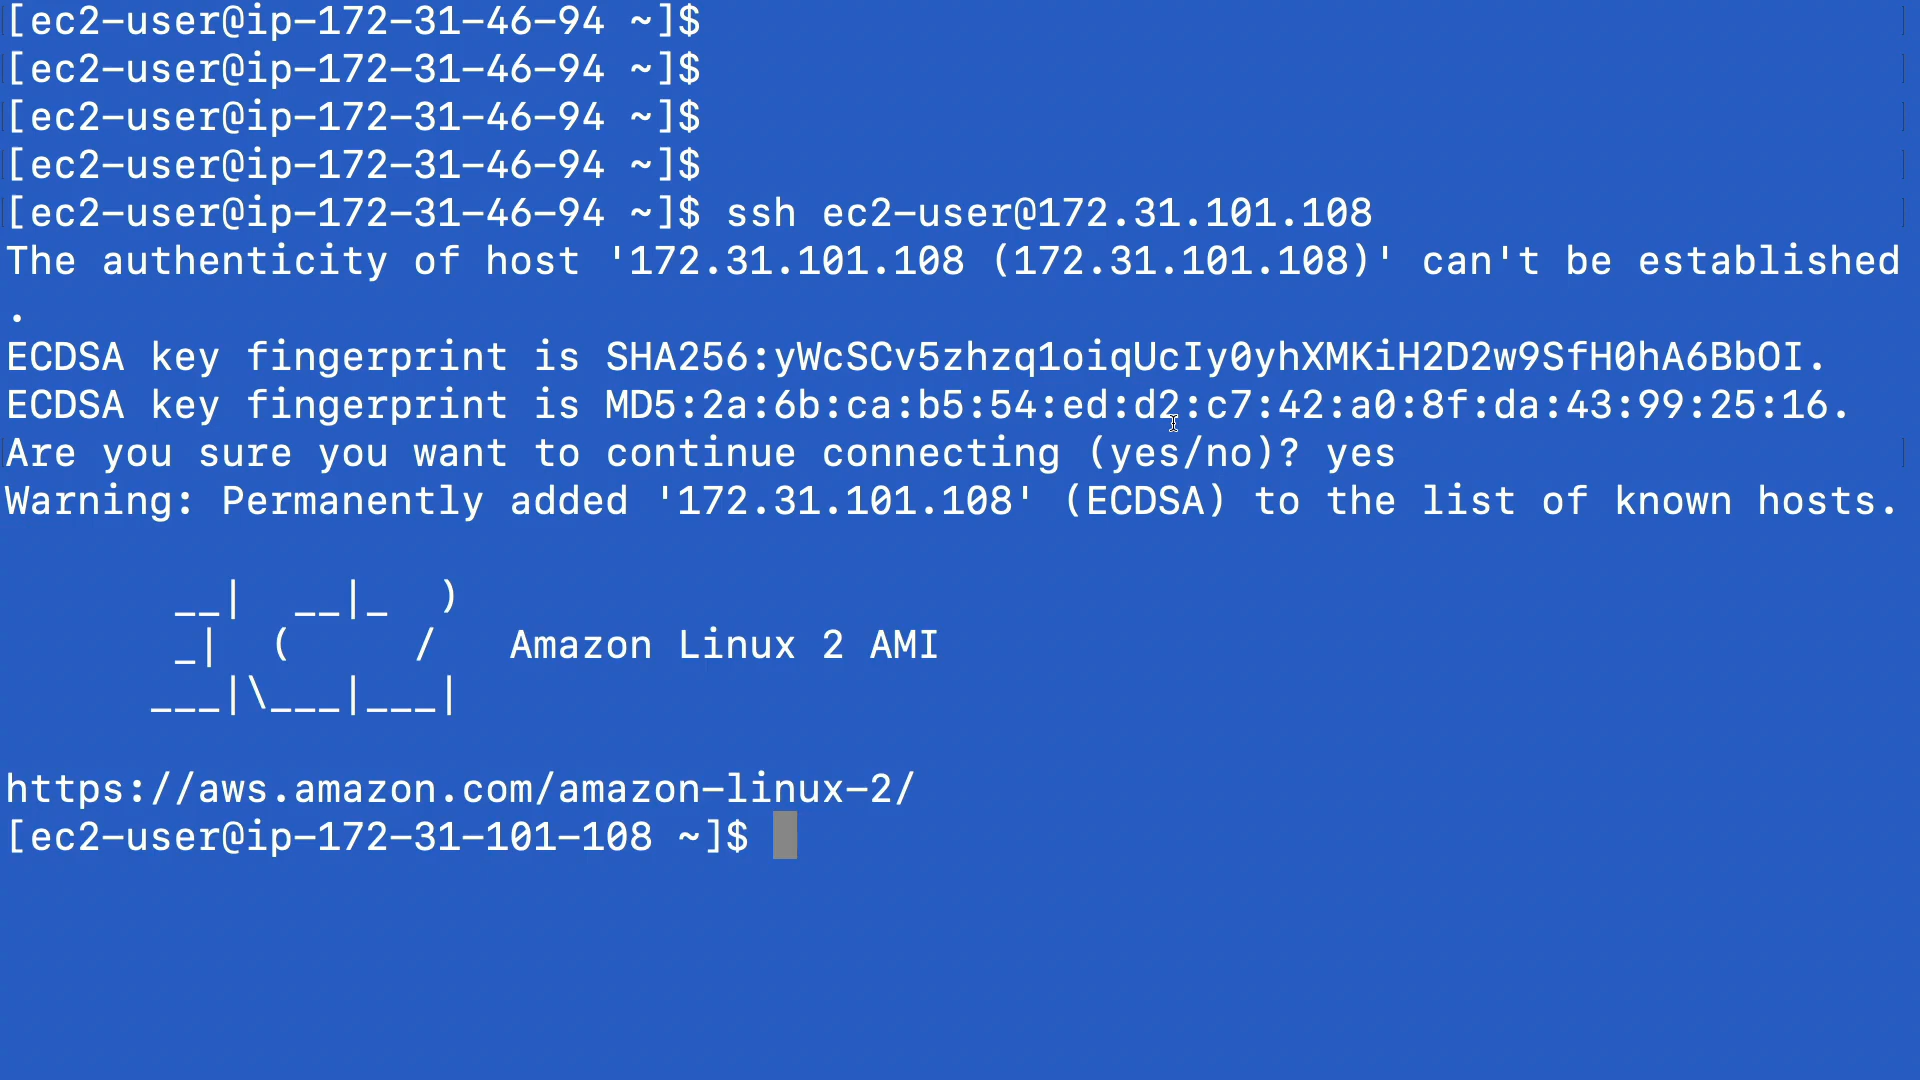 [ec2-user@ip-172-31-46-94 ~]$
[ec2-user@ip-172-31-46-94 ~]$
[ec2-user@ip-172-31-46-94 ~]$
[ec2-user@ip-172-31-46-94 ~]$
[ec2-user@ip-172-31-46-94 ~]$ ssh ec2-user@172.31.101.108
The authenticity of host '172.31.101.108 (172.31.101.108)' can't be established
.
ECDSA key fingerprint is SHA256:yWcSCv5zhzq1oiqUcIy0yhXMKiH2D2w9SfH0hA6BbOI.
ECDSA key fingerprint is MD5:2a:6b:ca:b5:54:ed:d2:c7:42:a0:8f:da:43:99:25:16.
Are you sure you want to continue connecting (yes/no)? yes
Warning: Permanently added '172.31.101.108' (ECDSA) to the list of known hosts.

       __|  __|_  )
       _|  (     /   Amazon Linux 2 AMI
      ___|\___|___|

https://aws.amazon.com/amazon-linux-2/
[ec2-user@ip-172-31-101-108 ~]$